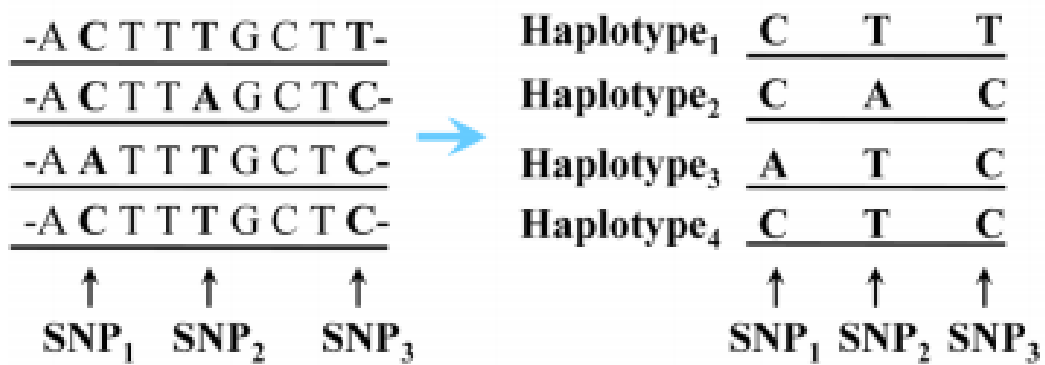 -A C T T T G C T T-
-A C T T A G C T C-
-A A T T T G C T C-
-A C T T T G C T C-
SNP₁ SNP₂ SNP₃
Haplotype₁ C T T
Haplotype₂ C A C
Haplotype₃ A T C
Haplotype₄ C T C
SNP₁ SNP₂ SNP₃